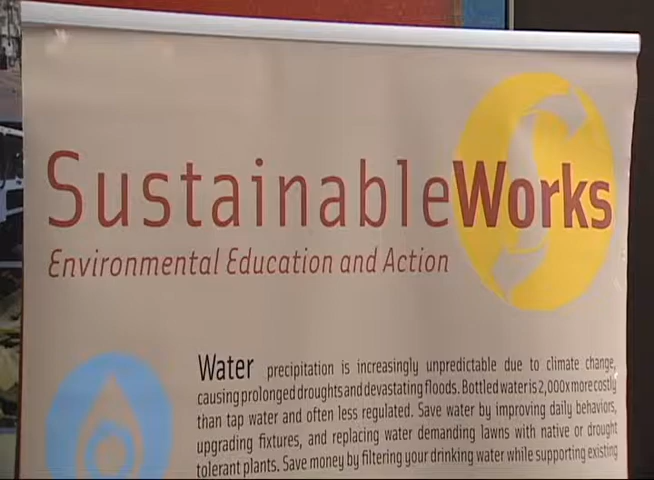 SustainableWorks
Environmental Education and Action
Water precipitation is increasingly unpredictable due to climate change,
causing prolonged droughts and devastating floods. Bottled water is 2,000x more costly
than tap water and often less regulated. Save water by improving daily behaviors,
upgrading fixtures, and replacing water demanding lawns with native or drought
tolerant plants. Save money by filtering your drinking water while supporting existing